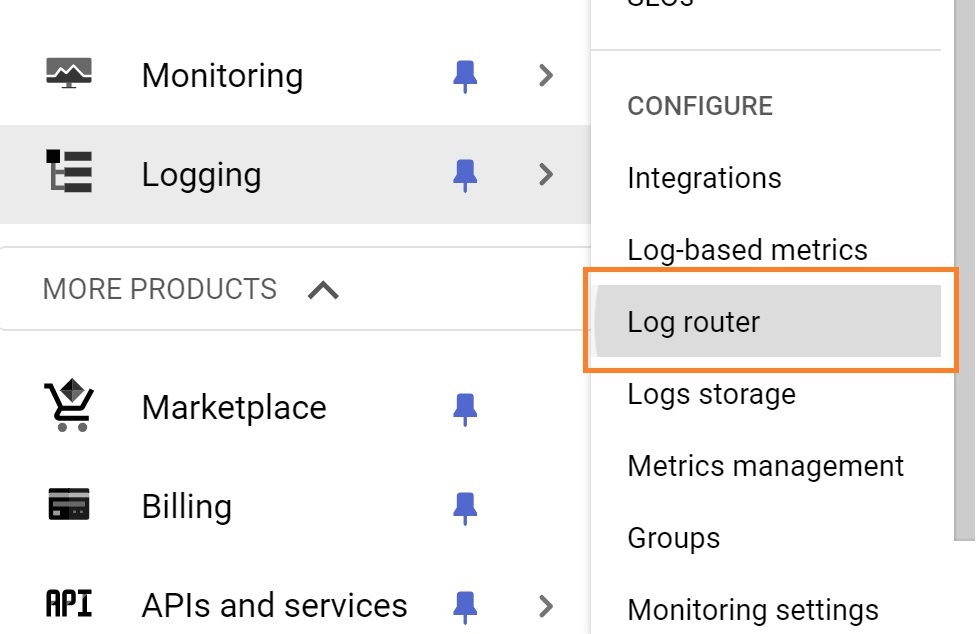 Monitoring
Logging
MORE PRODUCTS
Marketplace
Billing
API APIs and services
SLOs
CONFIGURE
Integrations
Log-based metrics
Log router
Logs storage
Metrics management
Groups
Monitoring settings